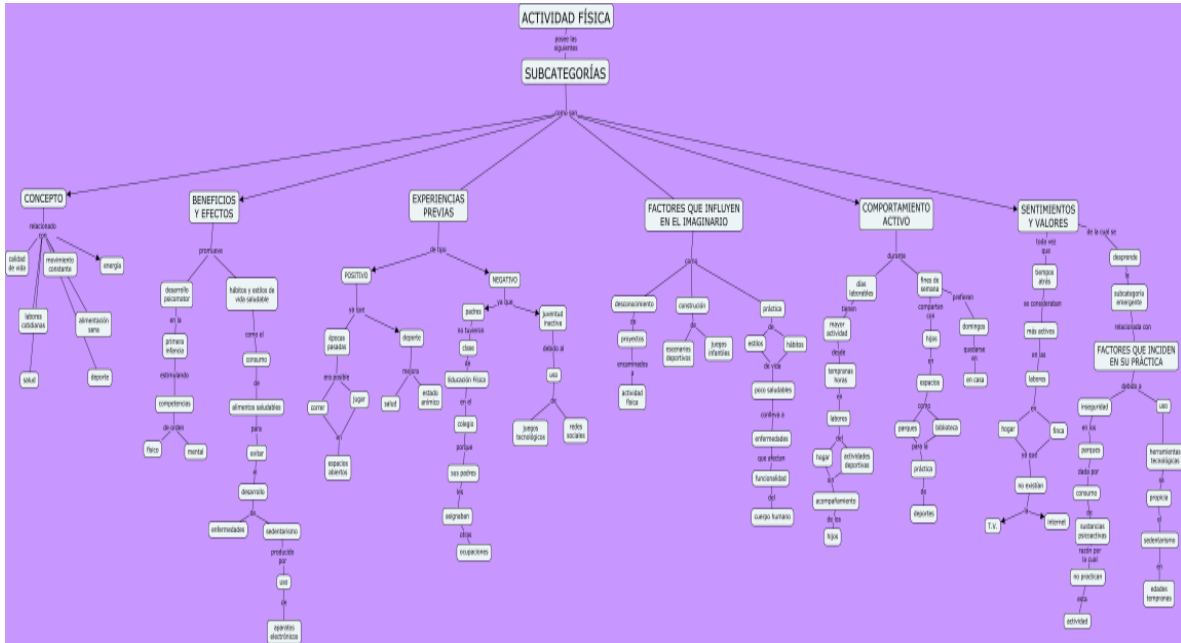 ACTIVIDAD FÍSICA
posee las
siguientes
SUBCATEGORÍAS
como son
CONCEPTO
relacionado
con
calidad
de vida
movimiento
constante
energía
labores
cotidianas
alimentación
sana
salud
deporte
BENEFICIOS
Y EFECTOS
promueve
desarrollo
psicomotor
en la
primera
infancia
estimulando
competencias
de orden
físico
mental
hábitos y estilos de
vida saludable
como el
consumo
de
alimentos saludables
para
evitar
el
desarrollo
de
enfermedades
sedentarismo
producido
por
uso
de
aparatos
electrónicos
EXPERIENCIAS
PREVIAS
de tipo
POSITIVO
ya que
épocas
pasadas
era posible
correr
jugar
en
espacios
abiertos
deporte
mejora
salud
estado
anímico
NEGATIVO
ya que
padres
no tuvieron
clase
de
Educación Física
en el
colegio
porque
sus padres
les
asignaban
otras
ocupaciones
juventud
inactiva
debido al
uso
de
juegos
tecnológicos
redes
sociales
FACTORES QUE INFLUYEN
EN EL IMAGINARIO
como
desconocimiento
de
proyectos
encaminados
a
actividad
física
construcción
de
escenarios
deportivos
juegos
infantiles
práctica
de
estilos
hábitos
de vida
poco saludables
conlleva a
enfermedades
que afectan
funcionalidad
del
cuerpo humano
COMPORTAMIENTO
ACTIVO
durante
días
laborables
tienen
mayor
actividad
desde
tempranas
horas
en
labores
del
hogar
actividades
deportivas
acompañamiento
de los
hijos
fines de
semana
comparten
con
hijos
en
espacios
como
parques
biblioteca
para la
práctica
de
deportes
prefieren
domingos
quedarse
en
en casa
SENTIMIENTOS
Y VALORES
toda vez
que
tiempos
atrás
se consideraban
más activos
en las
labores
en
hogar
finca
ya que
no existían
T.V.
internet
de la cual se
desprende
la
subcategoría
emergente
relacionada con
FACTORES QUE INCIDEN
EN SU PRÁCTICA
debido a
inseguridad
en los
parques
dada por
consumo
de
sustancias
psicoactivas
razón por
la cual
no practican
esta
actividad
uso
herramientas
tecnológicas
propicia
el
sedentarismo
en
edades
tempranas